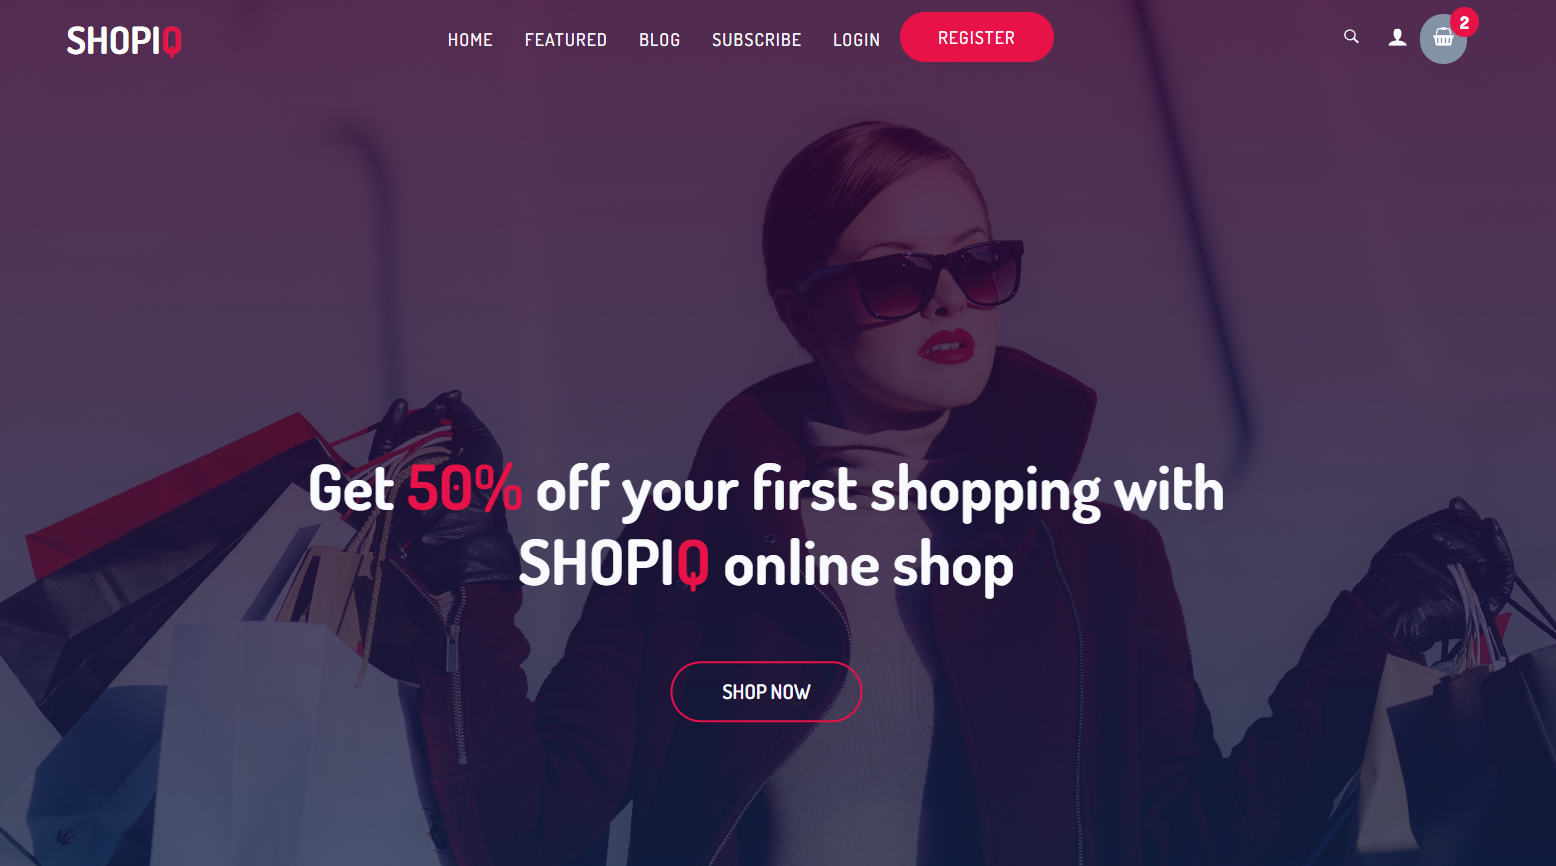 SHOPIQ
HOME FEATURED BLOG SUBSCRIBE LOGIN REGISTER
2
Get 50% off your first shopping with
SHOPIQ online shop
SHOP NOW